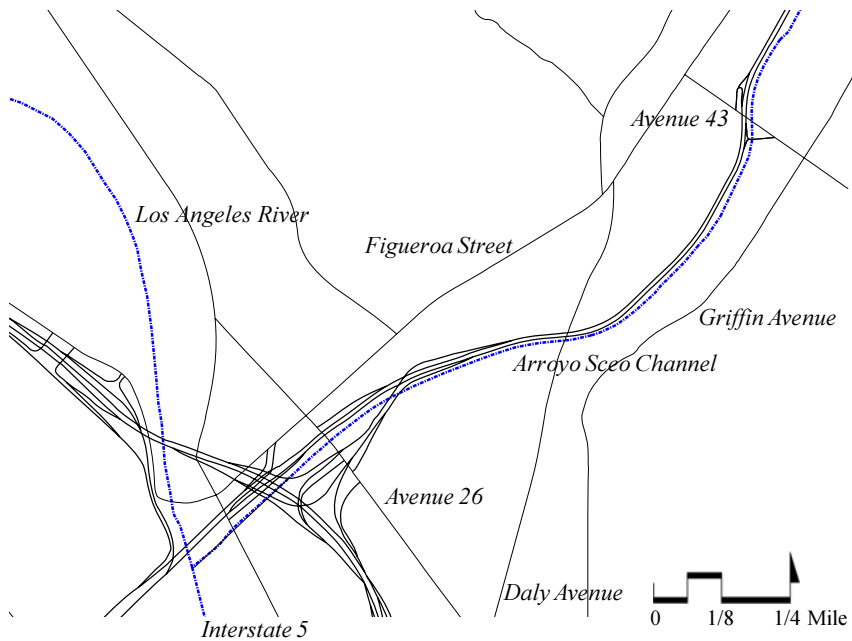 Avenue 43
Los Angeles River
Figueroa Street
Griffin Avenue
Arroyo Sceo Channel
Avenue 26
Daly Avenue
0 1/8 1/4 Mile
Interstate 5